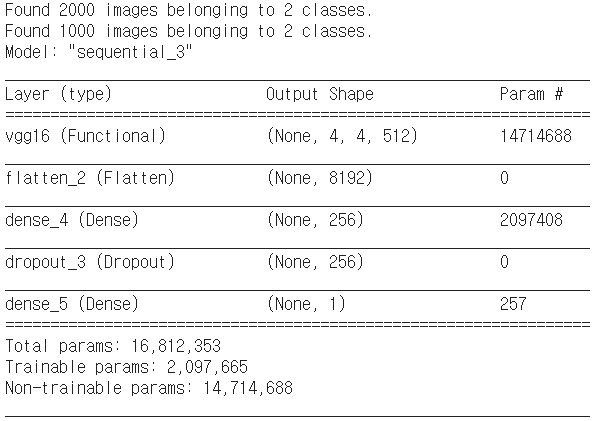 Found 2000 images belonging to 2 classes.
Found 1000 images belonging to 2 classes.
Model: "sequential_3"
Layer (type) Output Shape Param #
vgg16 (Functional) (None, 4, 4, 512) 14714688
flatten_2 (Flatten) (None, 8192) 0
dense_4 (Dense) (None, 256) 2097408
dropout_3 (Dropout) (None, 256) 0
dense_5 (Dense) (None, 1) 257
Total params: 16,812,353
Trainable params: 2,097,665
Non-trainable params: 14,714,688